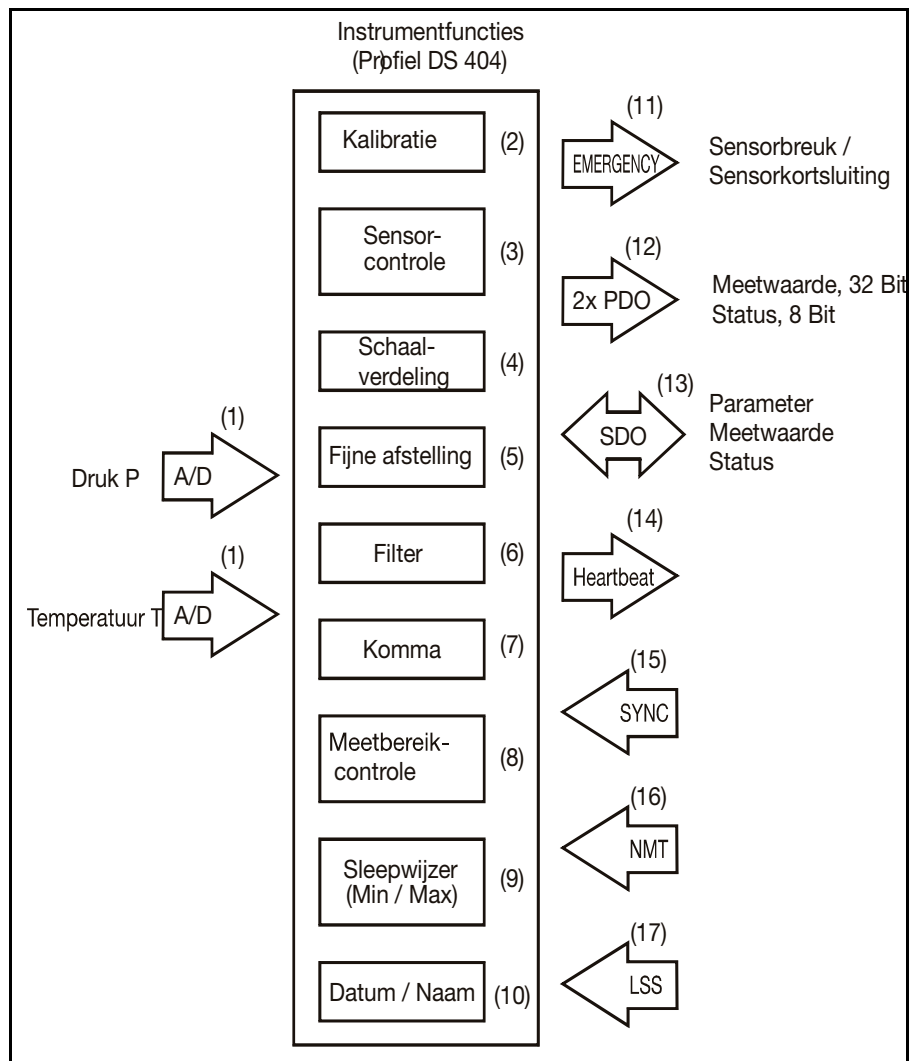 Instrumentfuncties
(Profiel DS 404)
Kalibratie
(2)
Sensor-
controle
(3)
Schaal-
verdeling
(4)
Fijne afstelling
(5)
Filter
(6)
Komma
(7)
Meetbereik-
controle
(8)
Sleepwijzer
(Min / Max)
(9)
Datum / Naam
(10)
(1)
Druk P
A/D
(1)
Temperatuur T
A/D
(11)
EMERGENCY
Sensorbreuk /
Sensorkortsluiting
(12)
2x PDO
Meetwaarde, 32 Bit
Status, 8 Bit
(13)
SDO
Parameter
Meetwaarde
Status
(14)
Heartbeat
(15)
SYNC
(16)
NMT
(17)
LSS